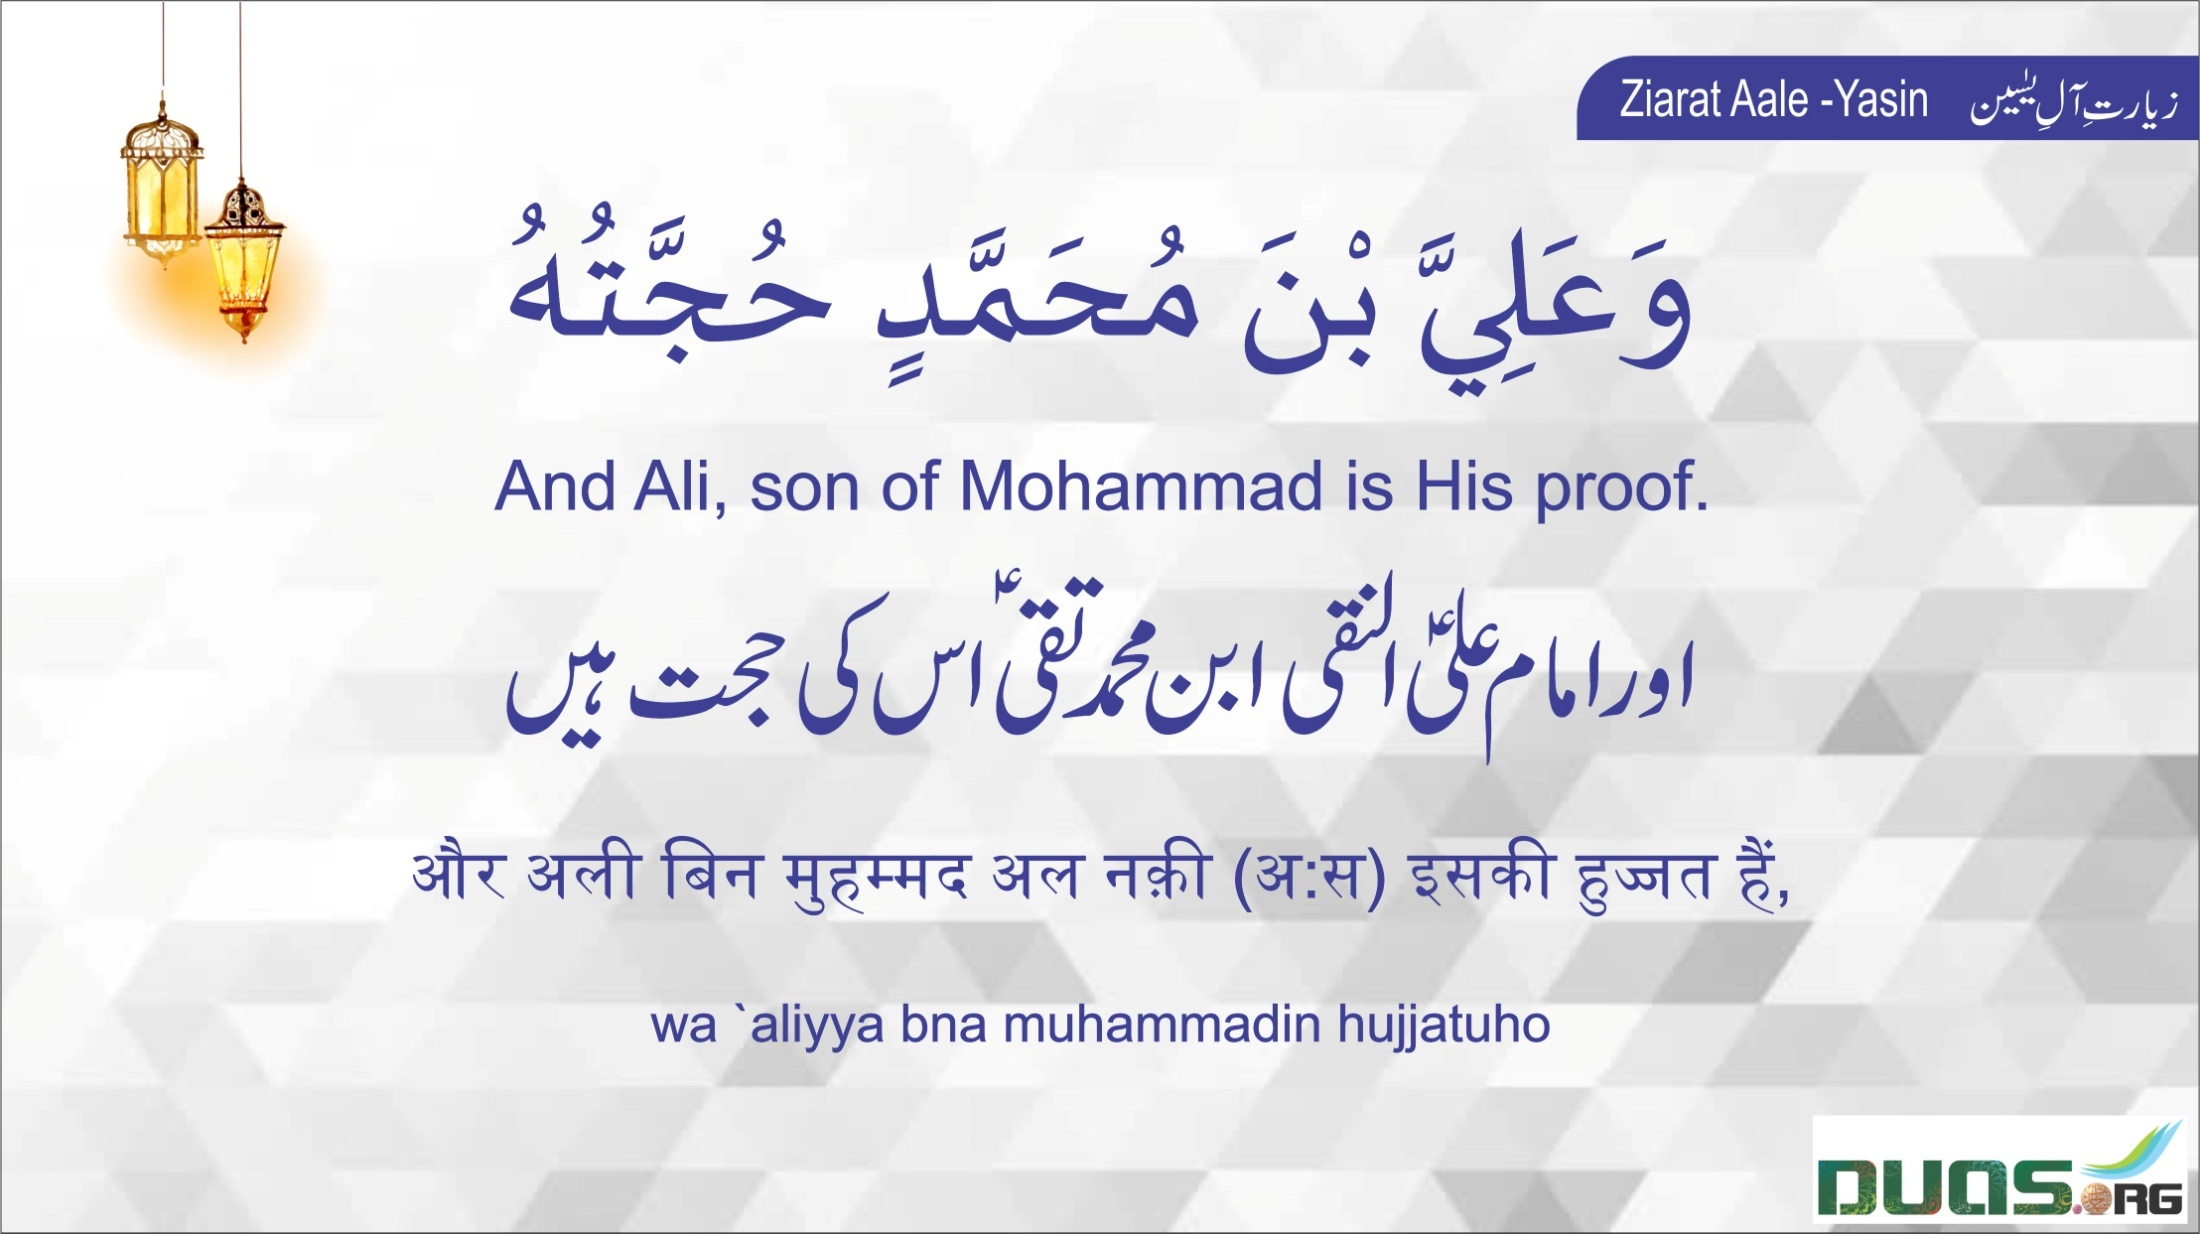 Ziarat Aale -Yasin زیارتِ آلِ یٰسین
وَعَلِيَّ بْنَ مُحَمَّدٍ حُجَّتُهُ
And Ali, son of Mohammad is His proof.
اور امام علیؑ النقی ابن محمد تقیؑ اس کی حجت ہیں
और अली बिन मुहम्मद अल नक़ी (अ:स) इसकी हुज्जत हैं,
wa `aliyya bna muhammadin hujjatuho
DUAS.ORG